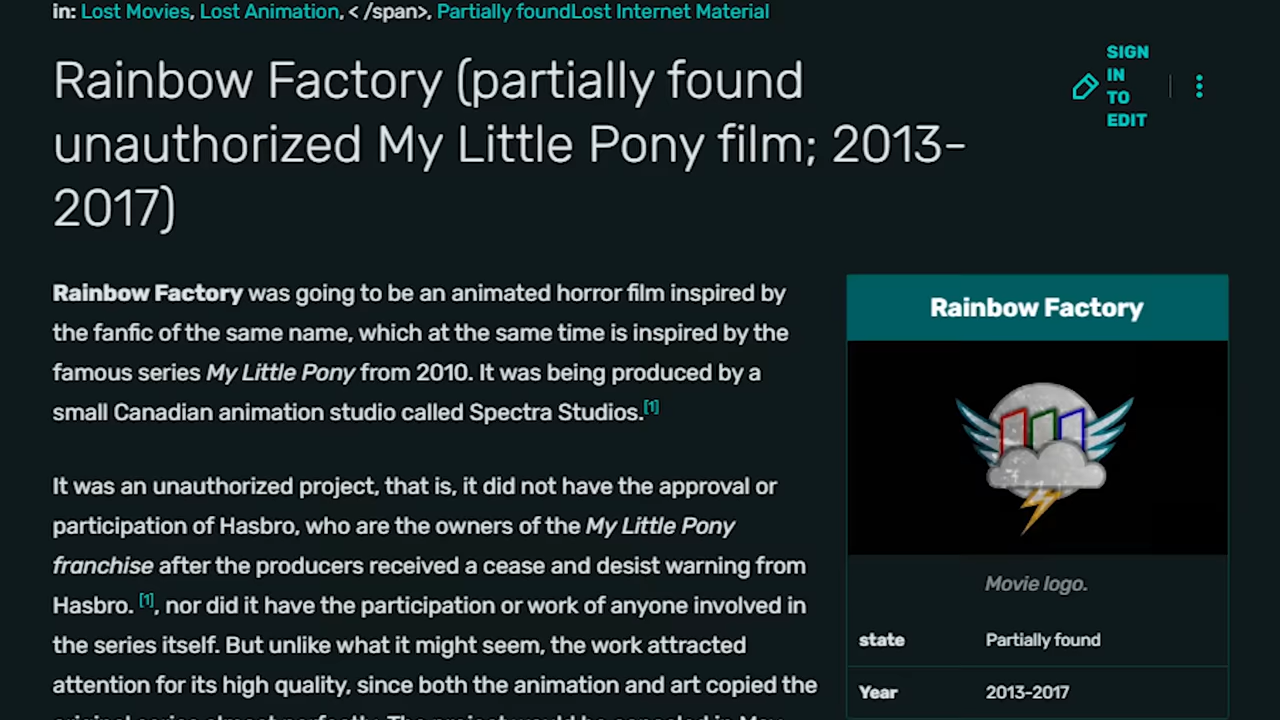 in: Lost Movies, Lost Animation, < /span>, Partially foundLost Internet Material
Rainbow Factory (partially found
unauthorized My Little Pony film; 2013-
2017)
SIGN
IN
TO
EDIT
Rainbow Factory was going to be an animated horror film inspired by
the fanfic of the same name, which at the same time is inspired by the
famous series My Little Pony from 2010. It was being produced by a
small Canadian animation studio called Spectra Studios.[1]
It was an unauthorized project, that is, it did not have the approval or
participation of Hasbro, who are the owners of the My Little Pony
franchise after the producers received a cease and desist warning from
Hasbro. [1], nor did it have the participation or work of anyone involved in
the series itself. But unlike what it might seem, the work attracted
attention for its high quality, since both the animation and art copied the
Rainbow Factory
Movie logo.
state Partially found
Year 2013-2017